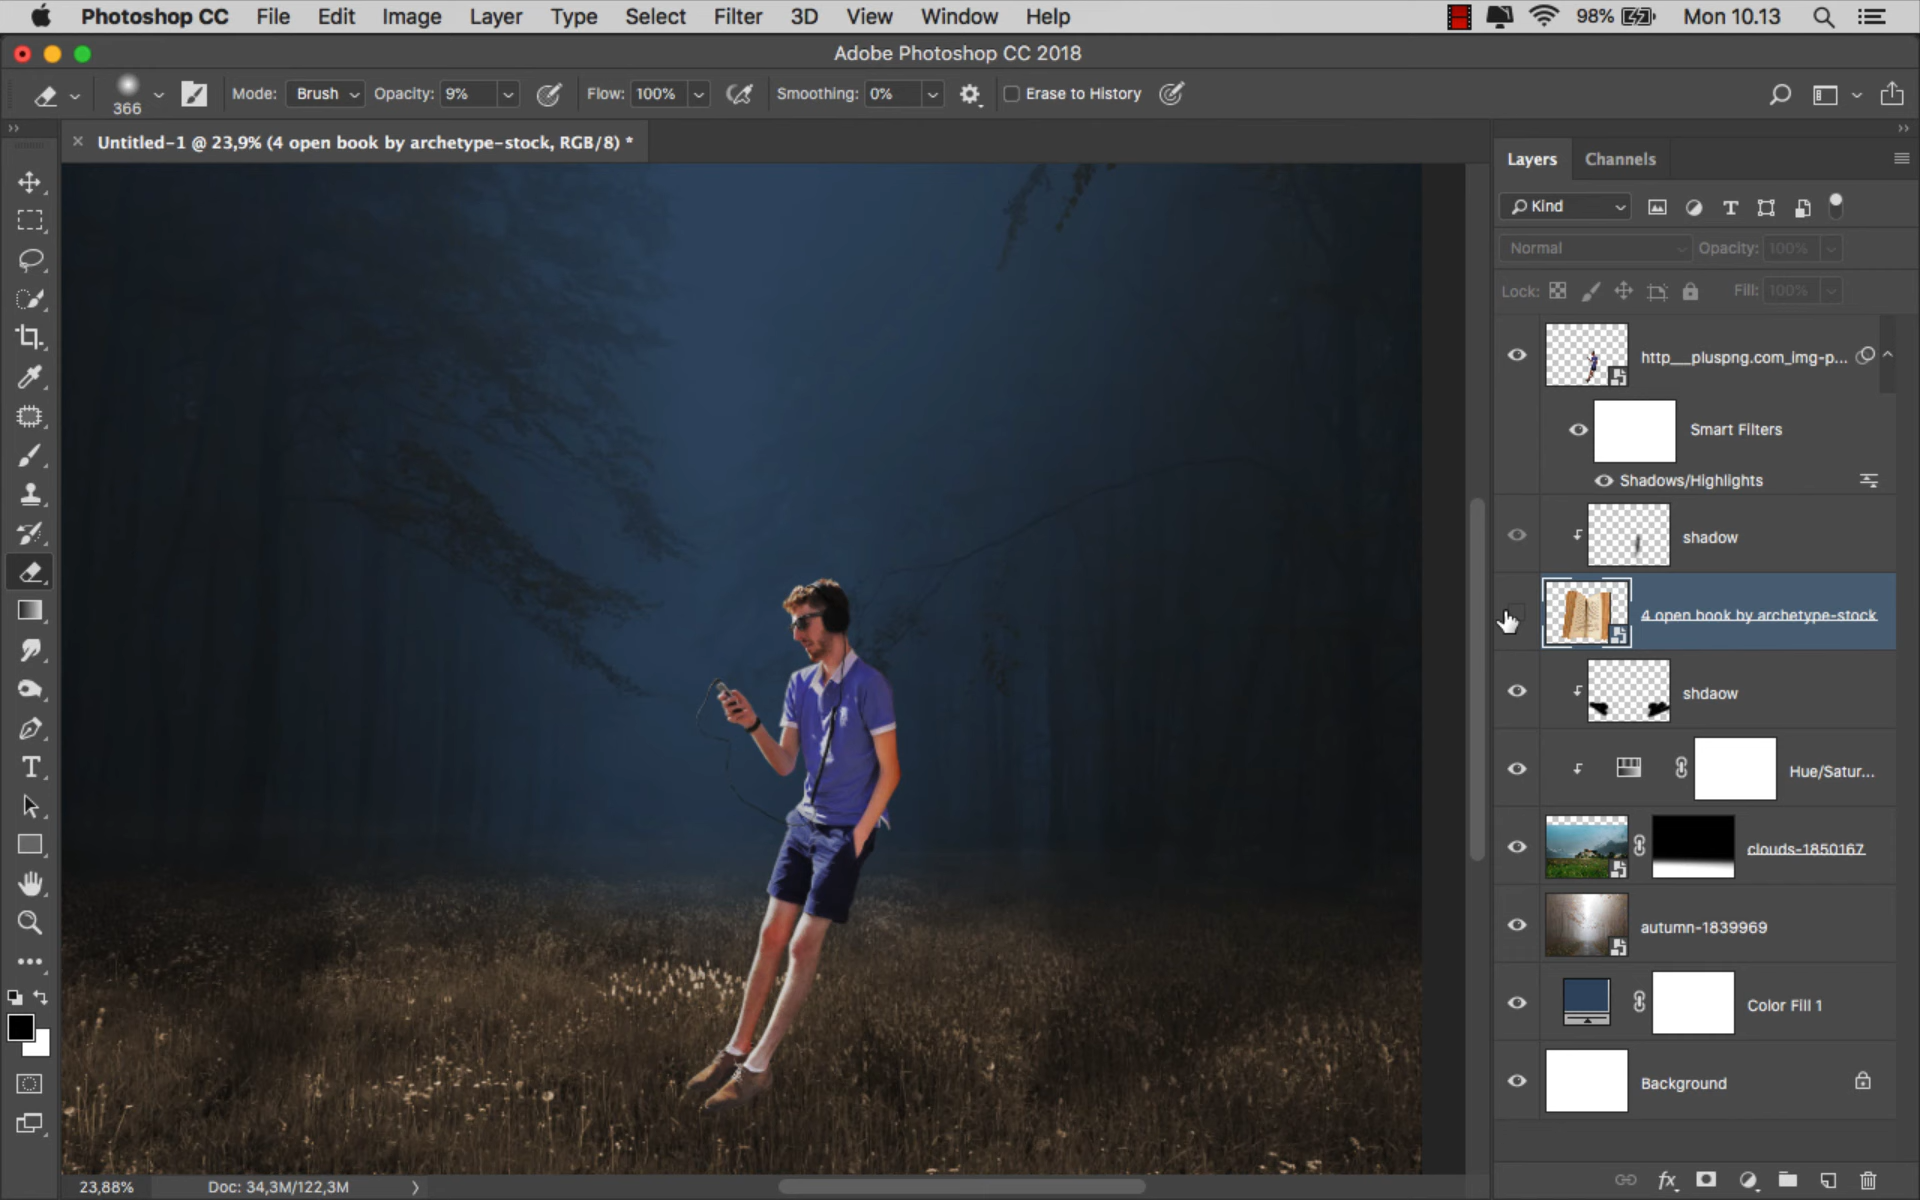 Photoshop CC File Edit Image Layer Type Select Filter 3D View Window Help 98% Mon 10.13
Adobe Photoshop CC 2018
366 Mode: Brush Opacity: 9% Flow: 100% Smoothing: 0% Erase to History
Untitled-1 @ 23,9% (4 open book by archetype-stock, RGB/8) *
Layers Channels
Kind
Normal Opacity: 100%
Lock: Fill: 100%
http__pluspng.com_img-p...
Smart Filters
Shadows/Highlights
shadow
4 open book by archetype-stock
shdaow
Hue/Satur...
clouds-1850167
autumn-1839969
Color Fill 1
Background
23,88% Doc: 34,3M/122,3M